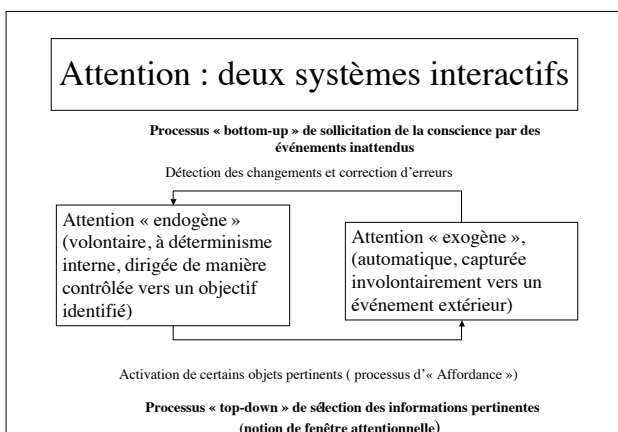 Attention : deux systèmes interactifs
Processus « bottom-up » de sollicitation de la conscience par des
événements inattendus
Détection des changements et correction d’erreurs
Attention « endogène »
(volontaire, à déterminisme
interne, dirigée de manière
contrôlée vers un objectif
identifié)
Attention « exogène »,
(automatique, capturée
involontairement vers un
événement extérieur)
Activation de certains objets pertinents ( processus d’« Affordance »)
Processus « top-down » de sélection des informations pertinentes
(notion de fenêtre attentionnelle)